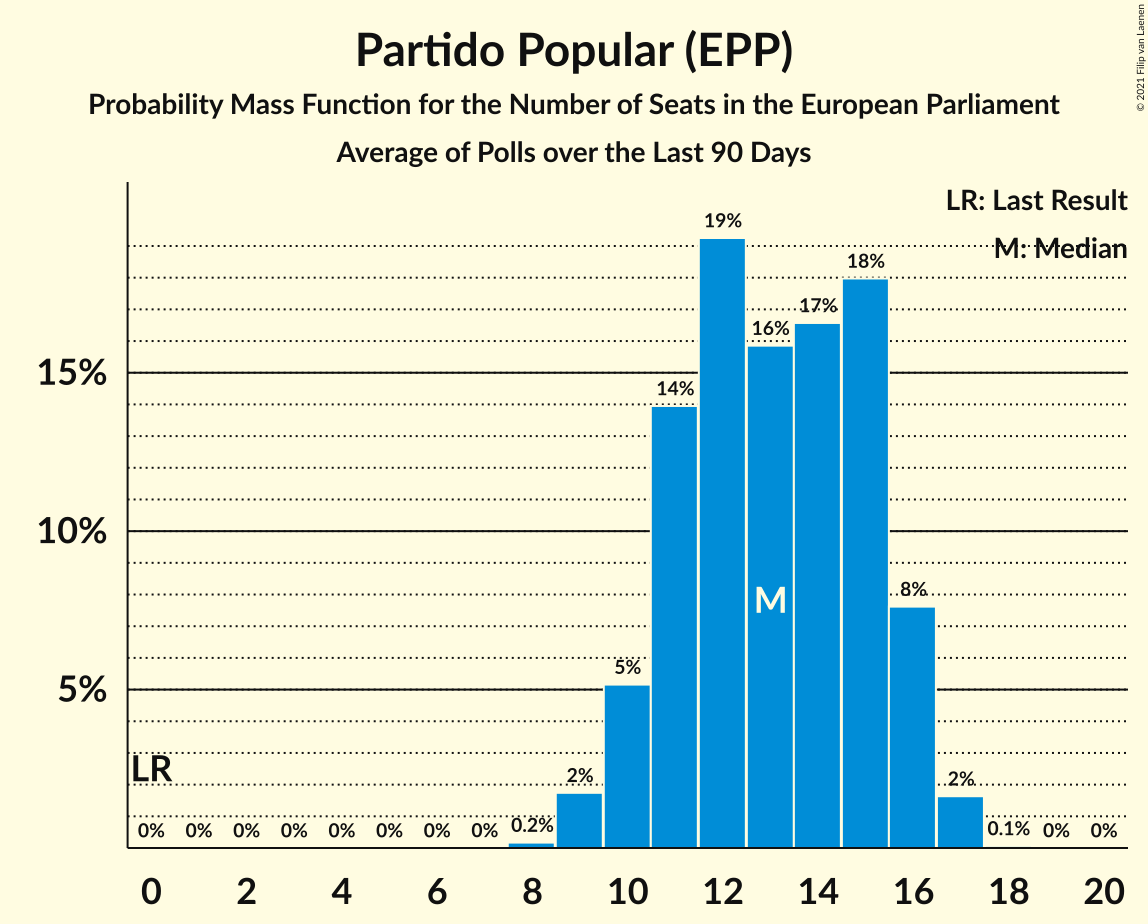 Partido Popular (EPP)
Probability Mass Function for the Number of Seats in the European Parliament
Average of Polls over the Last 90 Days
© 2021 Filip van Laenen
LR: Last Result
M: Median
19%
18%
17%
16%
15%
14%
10%
8%
M
5%
5%
LR
2%
2%
0% 0% 0% 0% 0% 0% 0% 0% 0.2% 0.1% 0% 0%
0 2 4 6 8 10 12 14 16 18 20